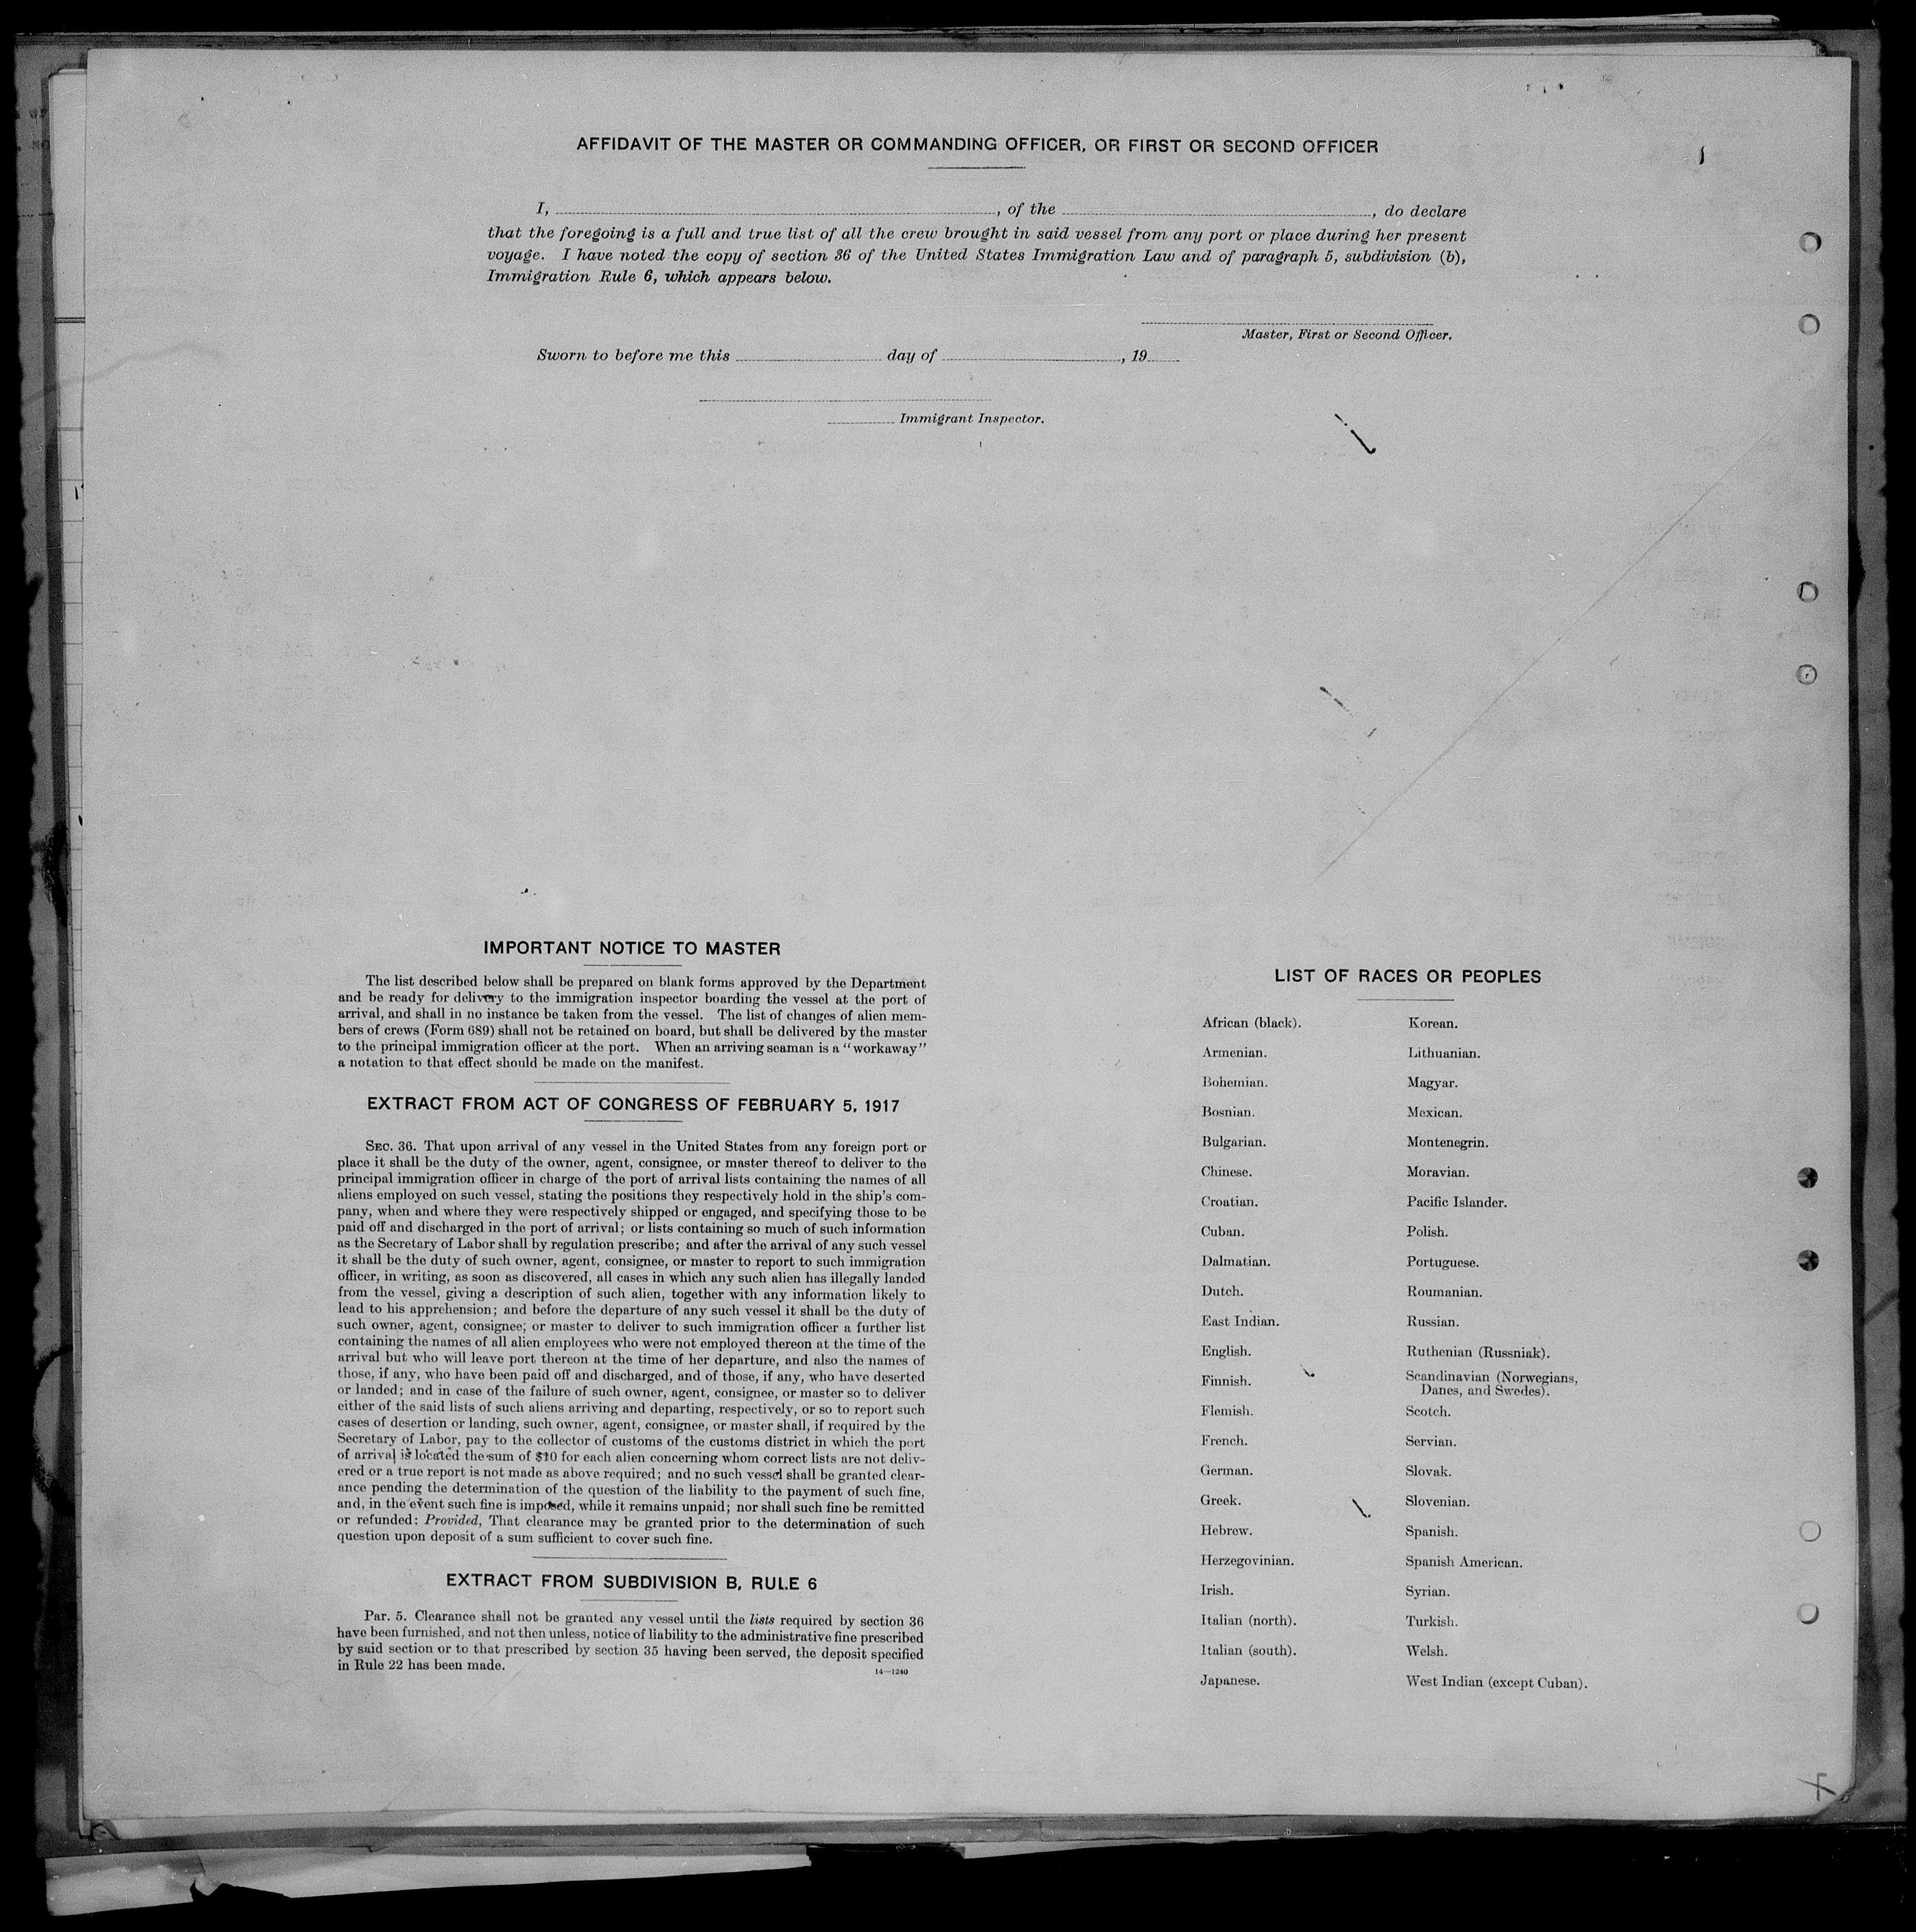 AFFIDAVIT OF THE MASTER OR COMMANDING OFFICER, OR FIRST OR SECOND OFFICER
I, , of the , do declare
that the foregoing is a full and true list of all the crew brought in said vessel from any port or place during her present
voyage. I have noted the copy of section 36 of the United States Immigration Law and of paragraph 5, subdivision (b),
Immigration Rule 6, which appears below.
Master, First or Second Officer.
Sworn to before me this day of , 19
Immigrant Inspector.
IMPORTANT NOTICE TO MASTER
The list described below shall be prepared on blank forms approved by the Department
and be ready for delivery to the immigration inspector boarding the vessel at the port of
arrival, and shall in no instance be taken from the vessel. The list of changes of alien mem-
bers of crews (Form 689) shall not be retained on board, but shall be delivered by the master
to the principal immigration officer at the port. When an arriving seaman is a "workaway"
a notation to that effect should be made on the manifest.
EXTRACT FROM ACT OF CONGRESS OF FEBRUARY 5, 1917
SEC. 36. That upon arrival of any vessel in the United States from any foreign port or
place it shall be the duty of the owner, agent, consignee, or master thereof to deliver to the
principal immigration officer in charge of the port of arrival lists containing the names of all
aliens employed on such vessel, stating the positions they respectively hold in the ship's com-
pany, when and where they were respectively shipped or engaged, and specifying those to be
paid off and discharged in the port of arrival; or lists containing so much of such information
as the Secretary of Labor shall by regulation prescribe; and after the arrival of any such vessel
it shall be the duty of such owner, agent, consignee, or master to report to such immigration
officer, in writing, as soon as discovered, all cases in which any such alien has illegally landed
from the vessel, giving a description of such alien, together with any information likely to
lead to his apprehension; and before the departure of any such vessel it shall be the duty of
such owner, agent, consignee, or master to deliver to such immigration officer a further list
containing the names of all alien employees who were not employed thereon at the time of the
arrival but who will leave port thereon at the time of her departure, and also the names of
those, if any, who have been paid off and discharged, and of those, if any, who have deserted
or landed; and in case of the failure of such owner, agent, consignee, or master so to deliver
either of the said lists of such aliens arriving and departing, respectively, or so to report such
cases of desertion or landing, such owner, agent, consignee, or master shall, if required by the
Secretary of Labor, pay to the collector of customs of the customs district in which the port
of arrival is located the sum of $10 for each alien concerning whom correct lists are not deliv-
ered or a true report is not made as above required; and no such vessel shall be granted clear-
ance pending the determination of the question of the liability to the payment of such fine,
and, in the event such fine is imposed, while it remains unpaid; nor shall such fine be remitted
or refunded: Provided, That clearance may be granted prior to the determination of such
question upon deposit of a sum sufficient to cover such fine.
EXTRACT FROM SUBDIVISION B, RULE 6
Par. 5. Clearance shall not be granted any vessel until the lists required by section 36
have been furnished, and not then unless, notice of liability to the administrative fine prescribed
by said section or to that prescribed by section 35 having been served, the deposit specified
in Rule 22 has been made.
14—1240
LIST OF RACES OR PEOPLES
African (black).
Armenian.
Bohemian.
Bosnian.
Bulgarian.
Chinese.
Croatian.
Cuban.
Dalmatian.
Dutch.
East Indian.
English.
Finnish.
Flemish.
French.
German.
Greek.
Hebrew.
Herzegovinian.
Irish.
Italian (north).
Italian (south).
Japanese.
Korean.
Lithuanian.
Magyar.
Mexican.
Montenegrin.
Moravian.
Pacific Islander.
Polish.
Portuguese.
Roumanian.
Russian.
Ruthenian (Russniak).
Scandinavian (Norwegians,
Danes, and Swedes).
Scotch.
Servian.
Slovak.
Slovenian.
Spanish.
Spanish American.
Syrian.
Turkish.
Welsh.
West Indian (except Cuban).